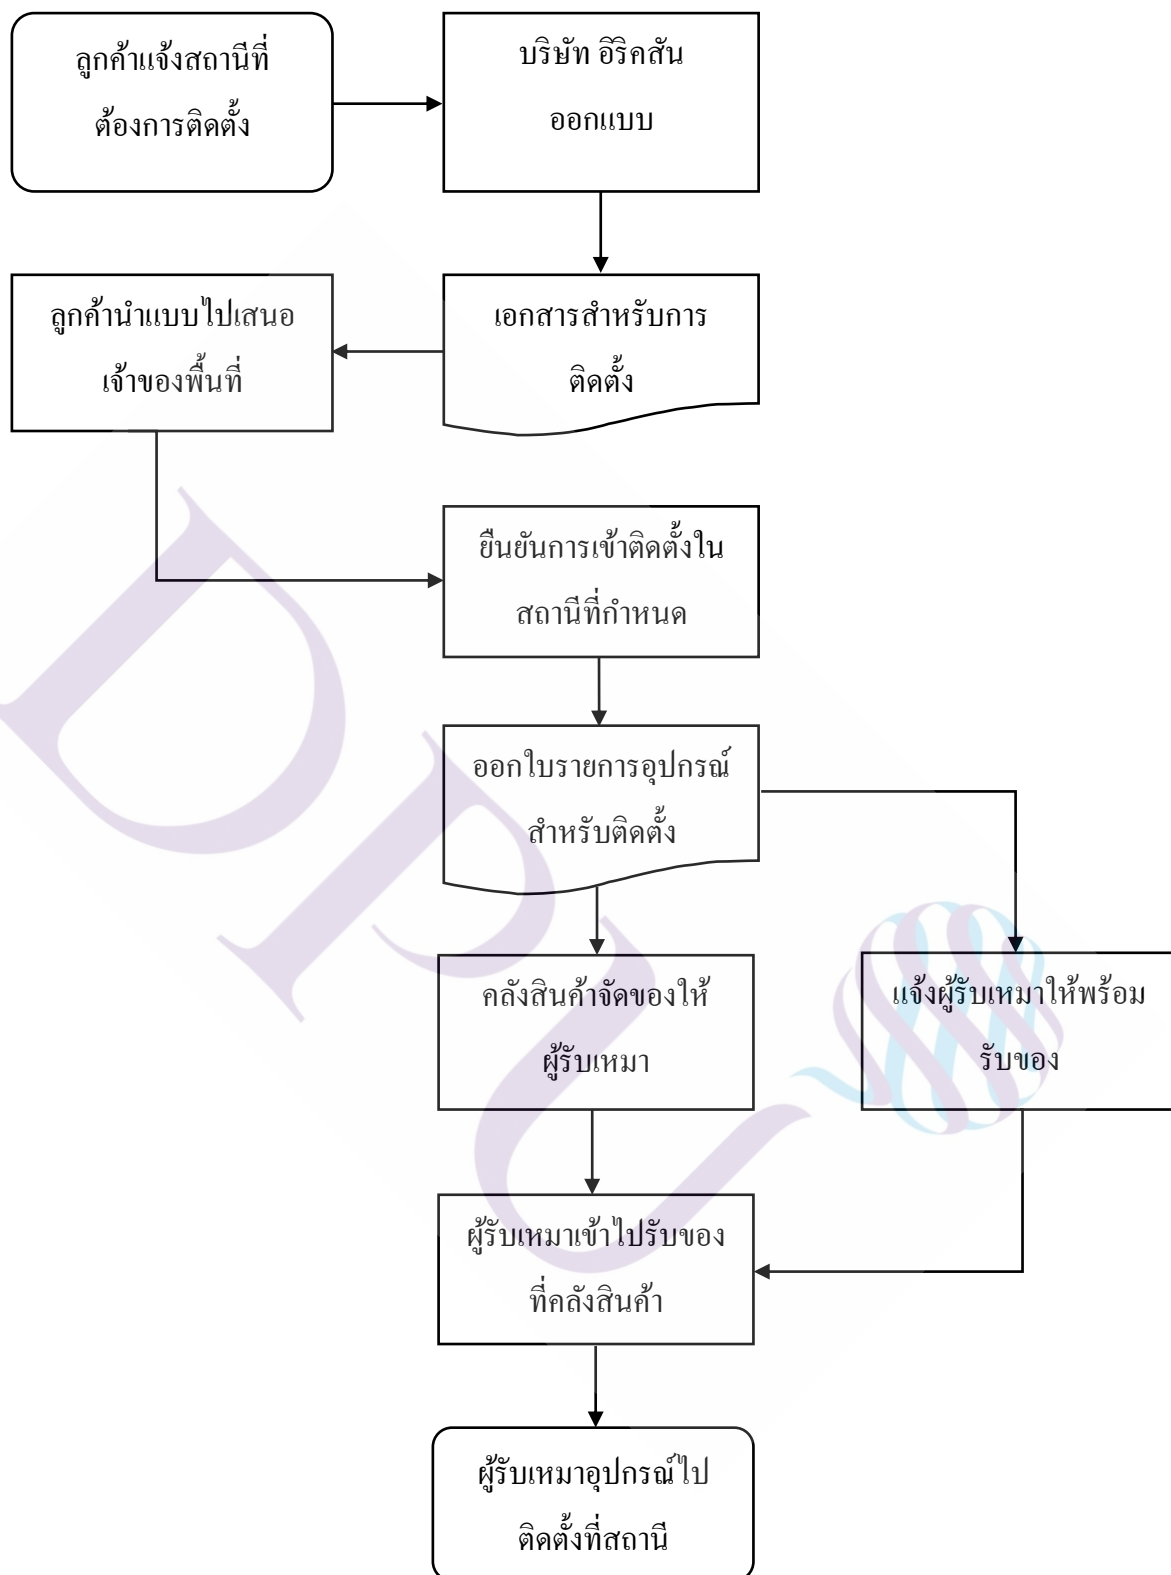 ลูกค้าแจ้งสถานีที่
ต้องการติดตั้ง
บริษัท อิริคสัน
ออกแบบ
เอกสารสำหรับการ
ติดตั้ง
ลูกค้านำแบบไปเสนอ
เจ้าของพื้นที่
ยืนยันการเข้าติดตั้งใน
สถานีที่กำหนด
ออกใบรายการอุปกรณ์
สำหรับติดตั้ง
คลังสินค้าจัดของให้
ผู้รับเหมา
แจ้งผู้รับเหมาให้พร้อม
รับของ
ผู้รับเหมาเข้าไปรับของ
ที่คลังสินค้า
ผู้รับเหมาอุปกรณ์ไป
ติดตั้งที่สถานี
DPU